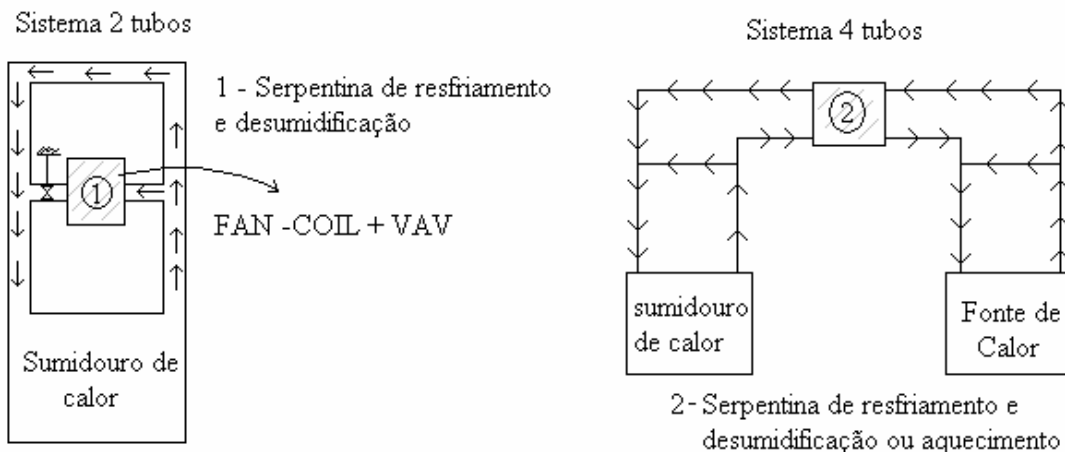 Sistema 2 tubos
1 - Serpentina de resfriamento
e desumidificação
1
FAN -COIL + VAV
Sumidouro de
calor
Sistema 4 tubos
2
sumidouro
de calor
Fonte de
Calor
2- Serpentina de resfriamento e
desumidificação ou aquecimento